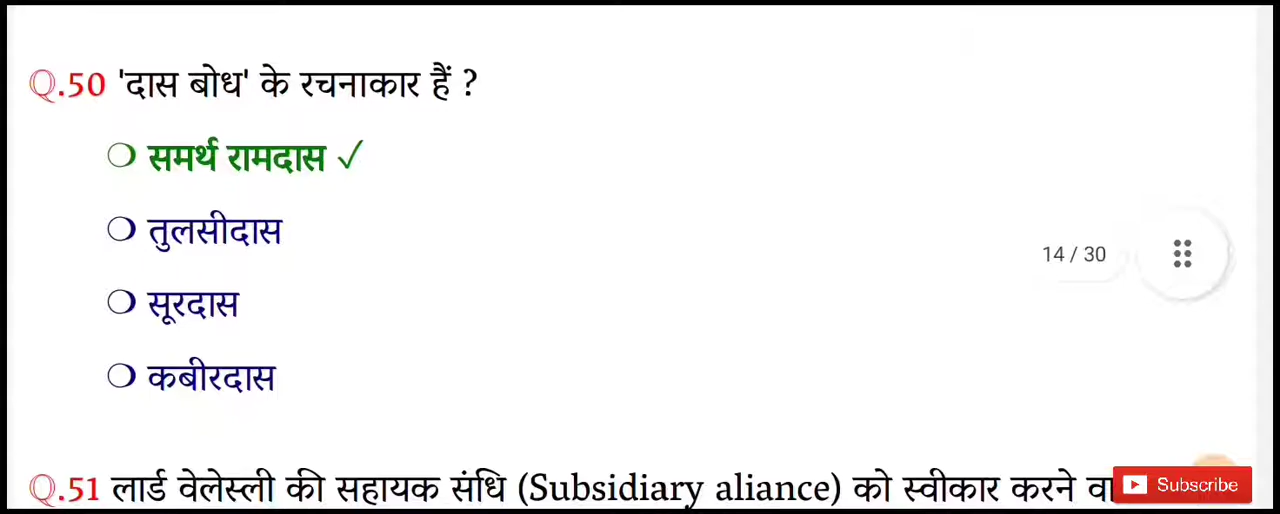 Q.50 'दास बोध' के रचनाकार हैं ?
समर्थ रामदास ✓
तुलसीदास
14 / 30
सूरदास
कबीरदास
Q.51 लार्ड वेलेस्ली की सहायक संधि (Subsidiary aliance) को स्वीकार करने
Subscribe